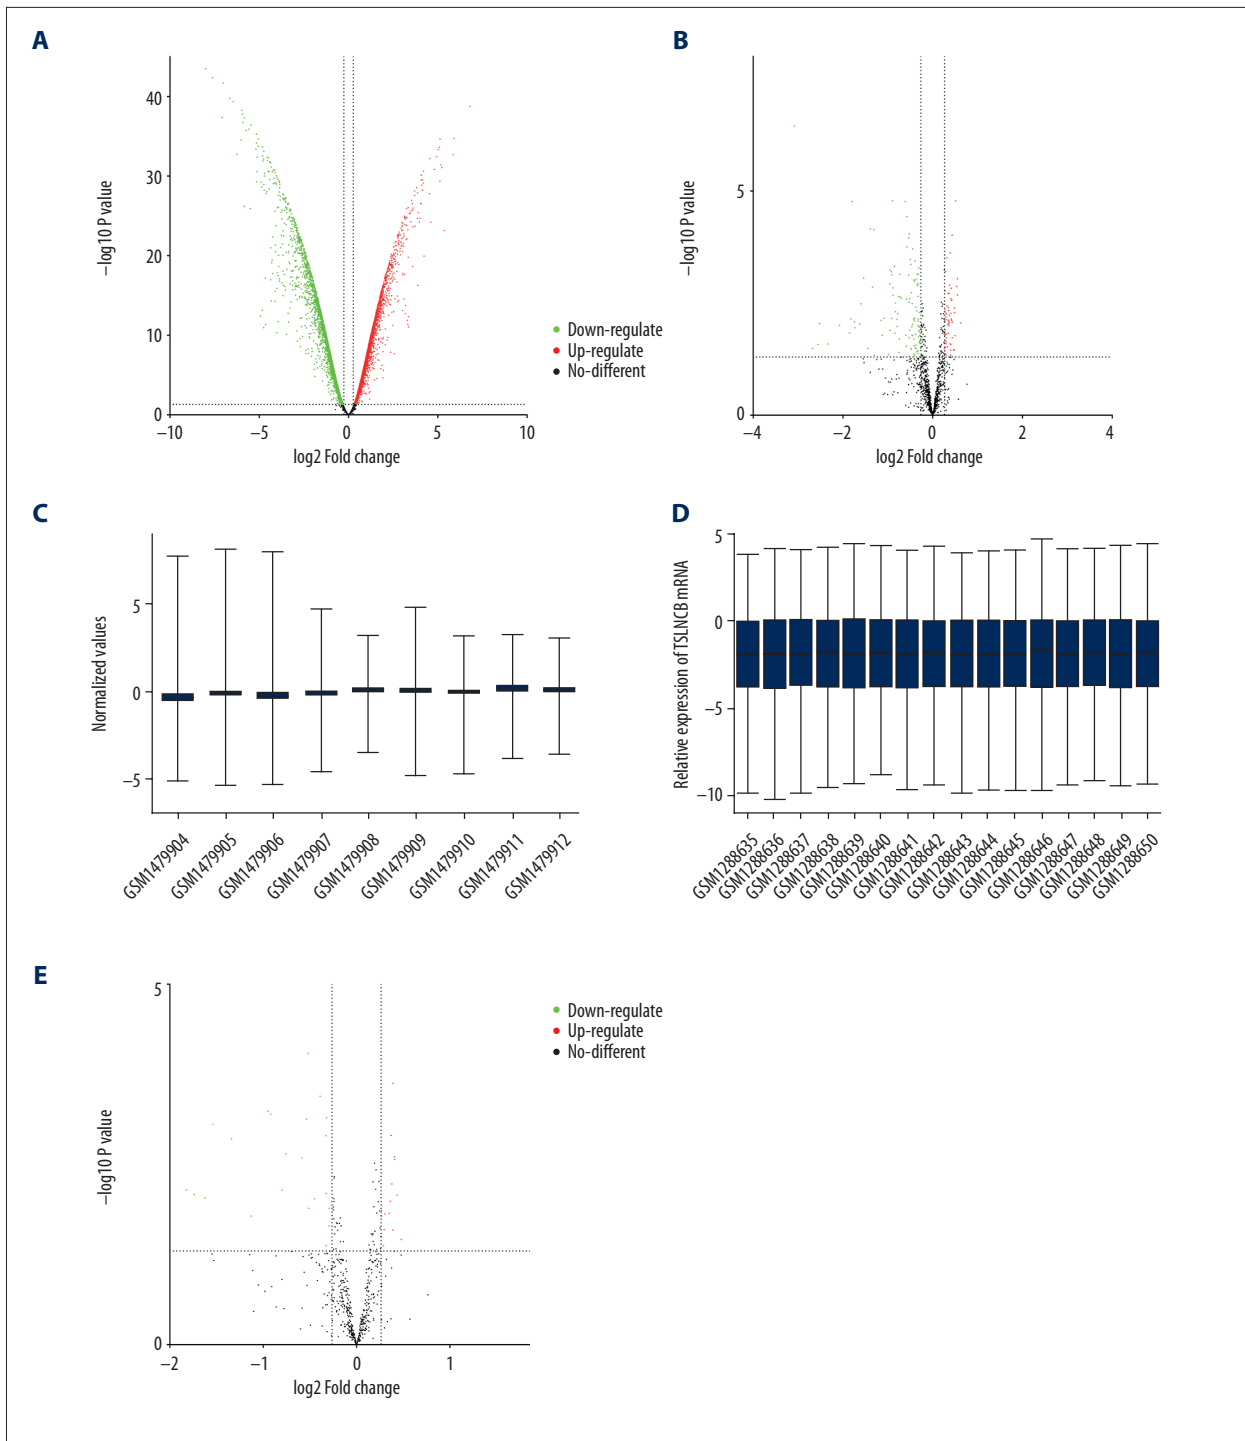 A
−log10 P value
40
30
20
10
0
−10
−5
0
5
10
log2 Fold change
Down-regulate
Up-regulate
No-different
B
−log10 P value
5
0
−4
−2
0
2
4
log2 Fold change
C
Normalized values
5
0
−5
GSM1479904
GSM1479905
GSM1479906
GSM1479907
GSM1479908
GSM1479909
GSM1479910
GSM1479911
GSM1479912
D
Relative expression of TSLNCB mRNA
5
0
−5
−10
GSM1288635
GSM1288636
GSM1288637
GSM1288638
GSM1288639
GSM1288640
GSM1288641
GSM1288642
GSM1288643
GSM1288644
GSM1288645
GSM1288646
GSM1288647
GSM1288648
GSM1288649
GSM1288650
E
−log10 P value
5
0
−2
−1
0
1
log2 Fold change
Down-regulate
Up-regulate
No-different